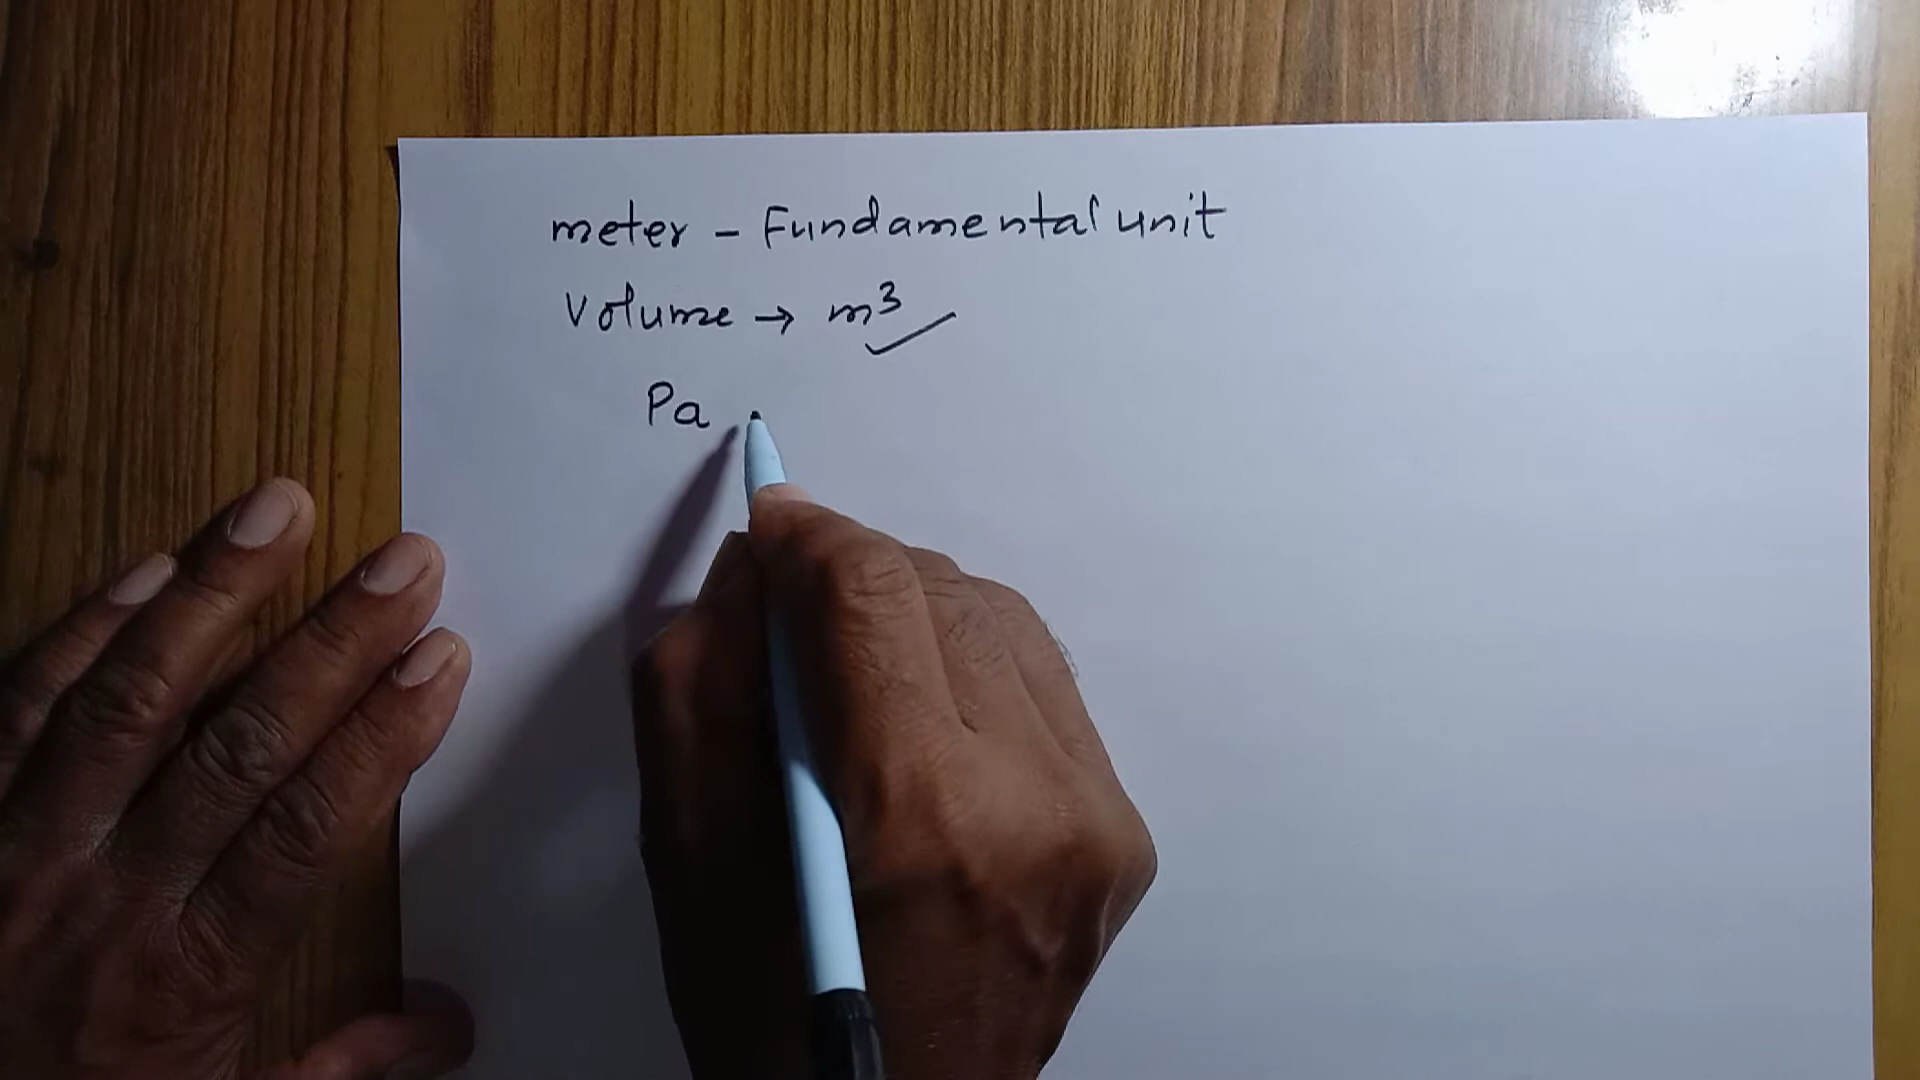 meter - Fundamental unit
Volume → m³ ✓
Pa